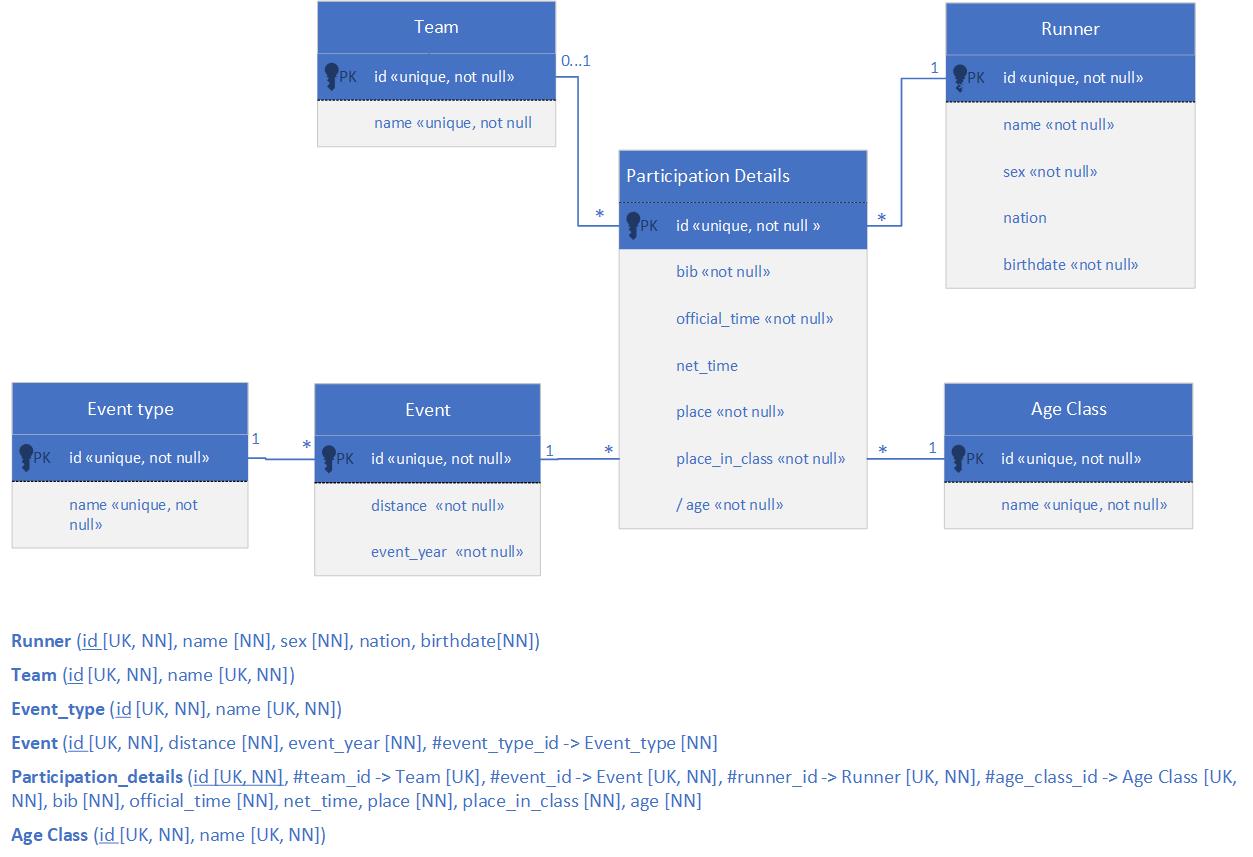 Team
PK id «unique, not null»
name «unique, not null
0...1
*
Runner
PK id «unique, not null»
name «not null»
sex «not null»
nation
birthdate «not null»
1
*
Participation Details
PK id «unique, not null »
bib «not null»
official_time «not null»
net_time
place «not null»
place_in_class «not null»
/ age «not null»
Event type
PK id «unique, not null»
name «unique, not
null»
1
*
Event
PK id «unique, not null»
distance «not null»
event_year «not null»
1
*
*
1
Age Class
PK id «unique, not null»
name «unique, not null»
Runner (id [UK, NN], name [NN], sex [NN], nation, birthdate[NN])
Team (id [UK, NN], name [UK, NN])
Event_type (id [UK, NN], name [UK, NN])
Event (id [UK, NN], distance [NN], event_year [NN], #event_type_id -> Event_type [NN]
Participation_details (id [UK, NN], #team_id -> Team [UK], #event_id -> Event [UK, NN], #runner_id -> Runner [UK, NN], #age_class_id -> Age Class [UK,
NN], bib [NN], official_time [NN], net_time, place [NN], place_in_class [NN], age [NN]
Age Class (id [UK, NN], name [UK, NN])